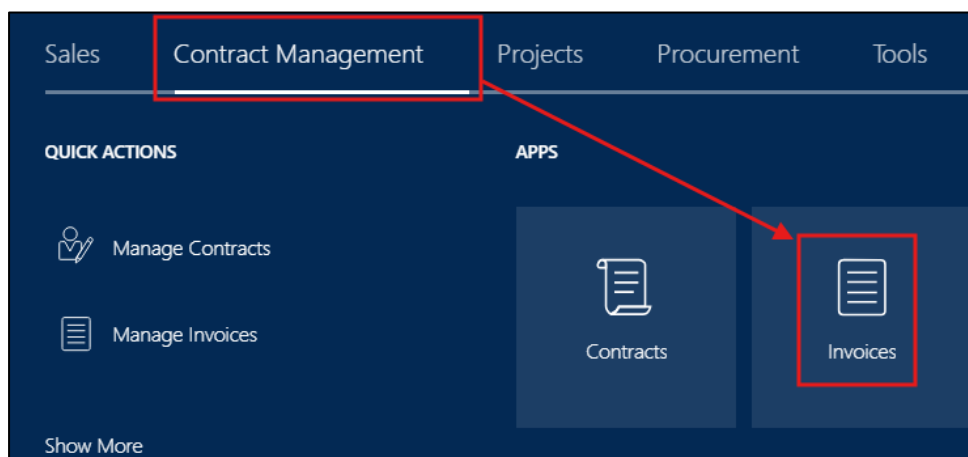 Sales Contract Management Projects Procurement Tools
QUICK ACTIONS
Manage Contracts
Manage Invoices
Show More
APPS
Contracts
Invoices